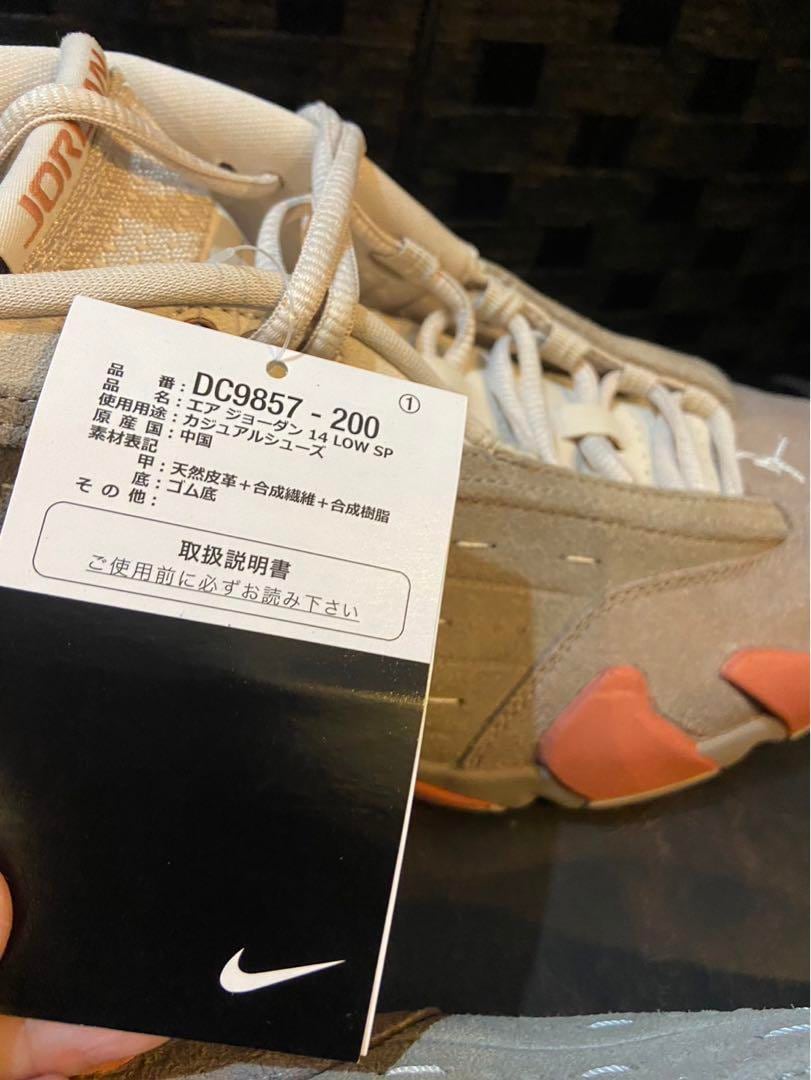 JORDAN
①
品 番：DC9857 - 200
品 名：エア ジョーダン 14 LOW SP
使用用途：カジュアルシューズ
原 産 国：中国
素材表記
甲：天然皮革＋合成繊維＋合成樹脂
底：ゴム底
その他：
取扱説明書
ご使用前に必ずお読み下さい